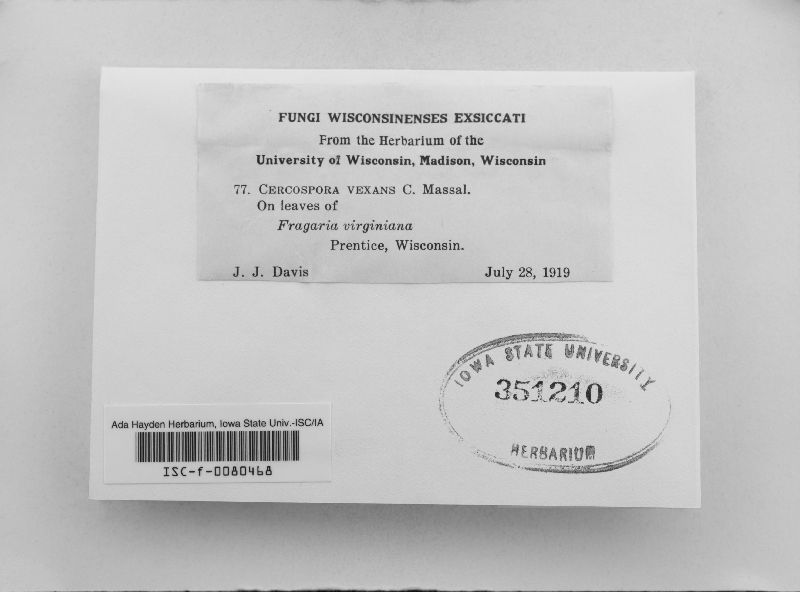 FUNGI WISCONSINENSES EXSICCATI
From the Herbarium of the
University of Wisconsin, Madison, Wisconsin
77. CERCOSPORA VEXANS C. Massal.
On leaves of
Fragaria virginiana
Prentice, Wisconsin.
J. J. Davis July 28, 1919
IOWA STATE UNIVERSITY
351210
HERBARIUM
Ada Hayden Herbarium, Iowa State Univ.-ISC/IA
ISC-f-0080468